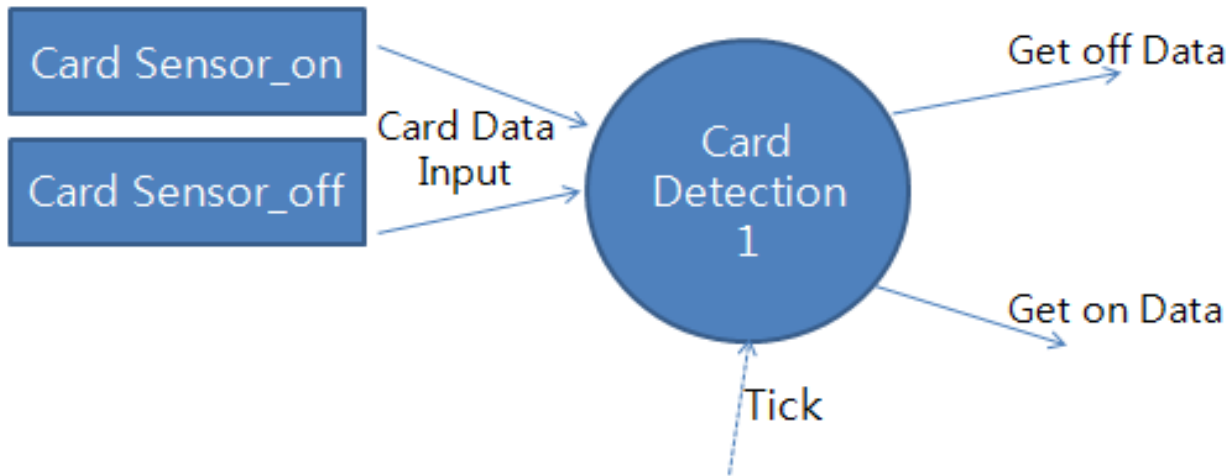 Card Sensor_on
Card Sensor_off
Card Data
Input
Card
Detection
1
Get off Data
Get on Data
Tick